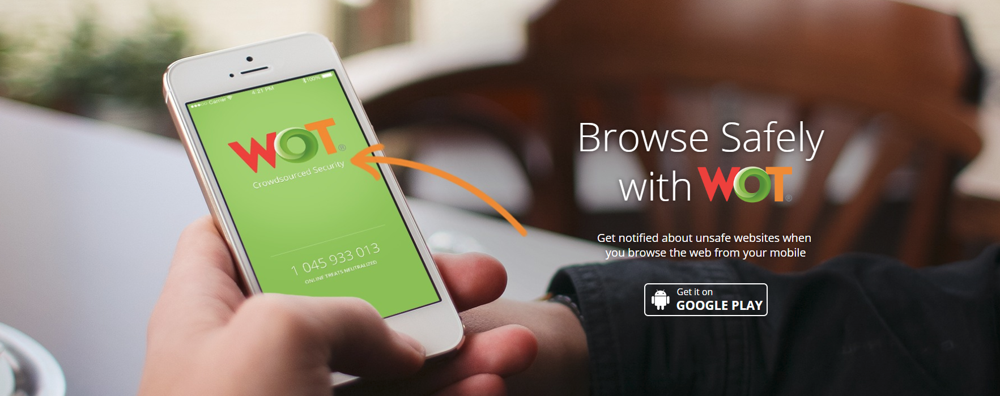 Carrier 4:21 PM 100%
WOT®
Crowdsourced Security
1 045 933 013
ONLINE TREATS NEUTRALIZED
Browse Safely
with WOT®
Get notified about unsafe websites when
you browse the web from your mobile
Get it on
GOOGLE PLAY